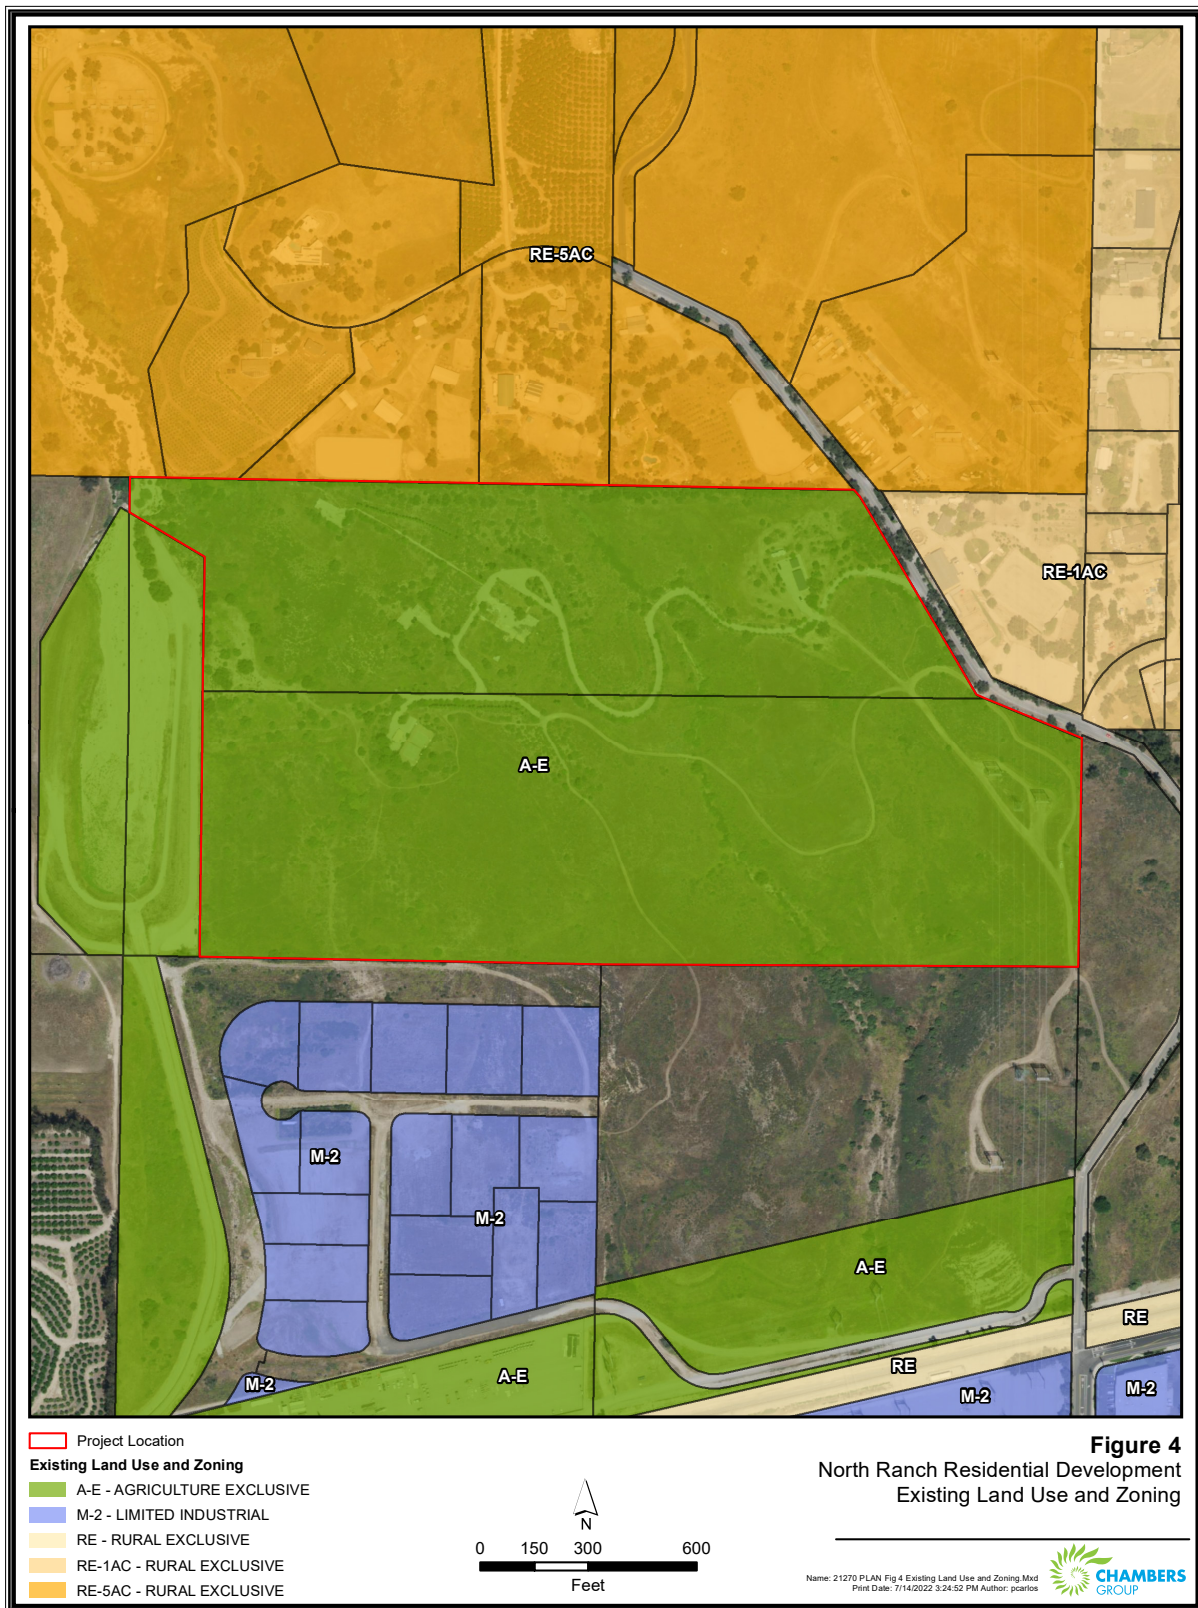 RE-5AC
RE-1AC
A-E
M-2
M-2
A-E
RE
RE
A-E
M-2
M-2
M-2
Project Location
Existing Land Use and Zoning
A-E - AGRICULTURE EXCLUSIVE
M-2 - LIMITED INDUSTRIAL
RE - RURAL EXCLUSIVE
RE-1AC - RURAL EXCLUSIVE
RE-5AC - RURAL EXCLUSIVE
N
0 150 300 600
Feet
Figure 4
North Ranch Residential Development
Existing Land Use and Zoning
Name: 21270 PLAN Fig 4 Existing Land Use and Zoning.Mxd
Print Date: 7/14/2022 3:24:52 PM Author: pcarlos
CHAMBERS
GROUP